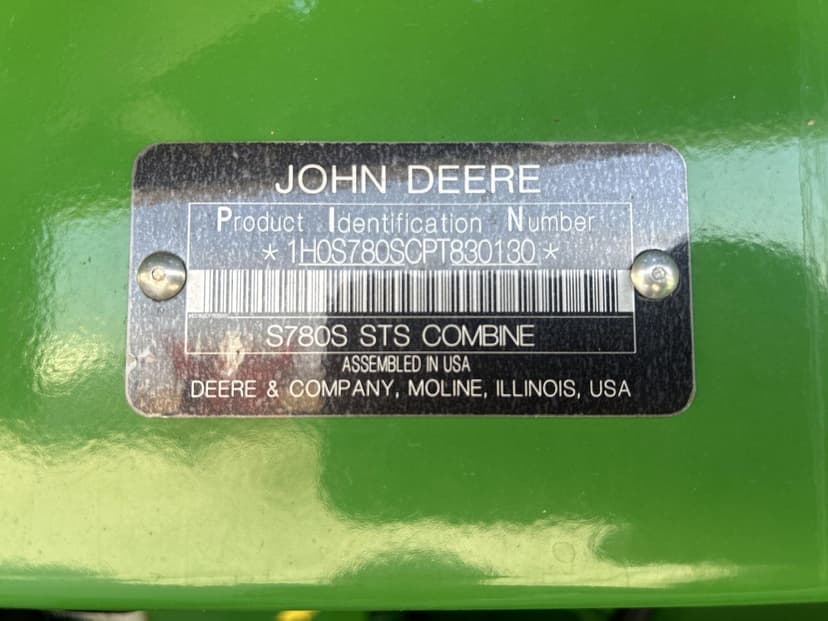 JOHN DEERE
Product Identification Number
*1H0S780SCPT830130*
S780S STS COMBINE
ASSEMBLED IN USA
DEERE & COMPANY, MOLINE, ILLINOIS, USA